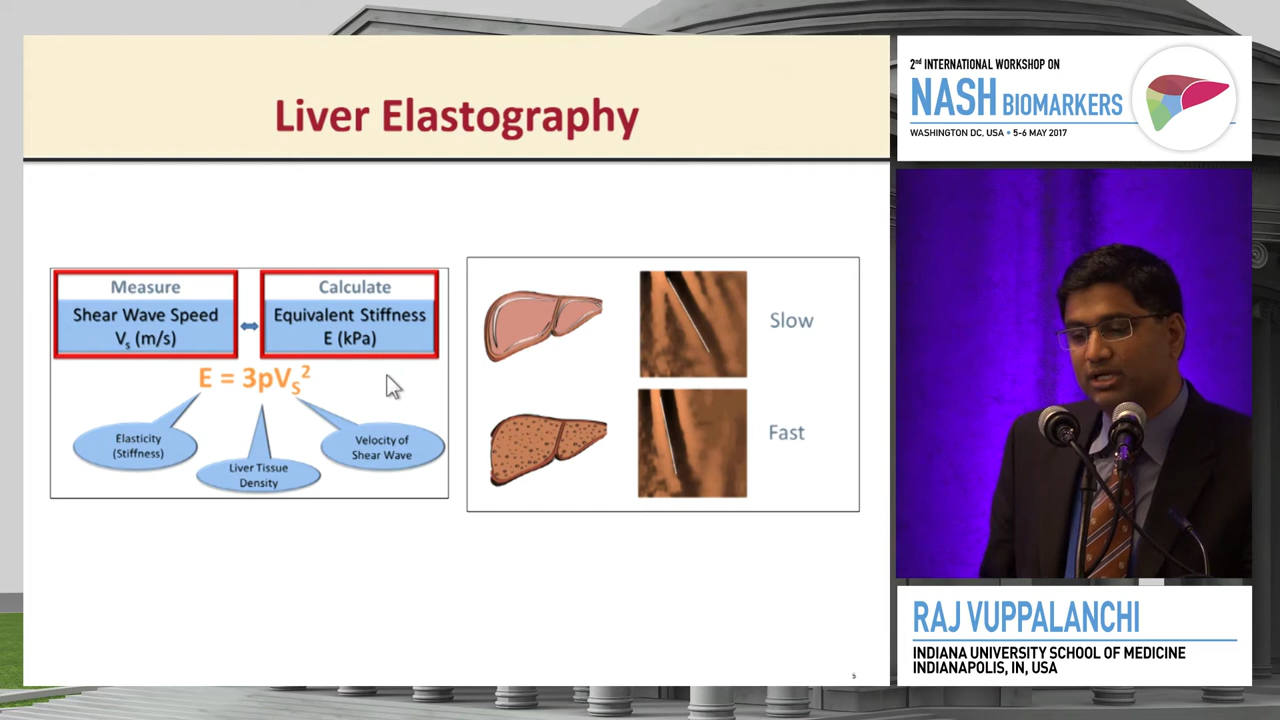 Liver Elastography
Measure
Shear Wave Speed
Vs (m/s)
Calculate
Equivalent Stiffness
E (kPa)
E = 3pVs²
Elasticity
(Stiffness)
Liver Tissue
Density
Velocity of
Shear Wave
Slow
Fast
5
2nd INTERNATIONAL WORKSHOP ON
NASH BIOMARKERS
WASHINGTON DC, USA • 5-6 MAY 2017
RAJ VUPPALANCHI
INDIANA UNIVERSITY SCHOOL OF MEDICINE
INDIANAPOLIS, IN, USA